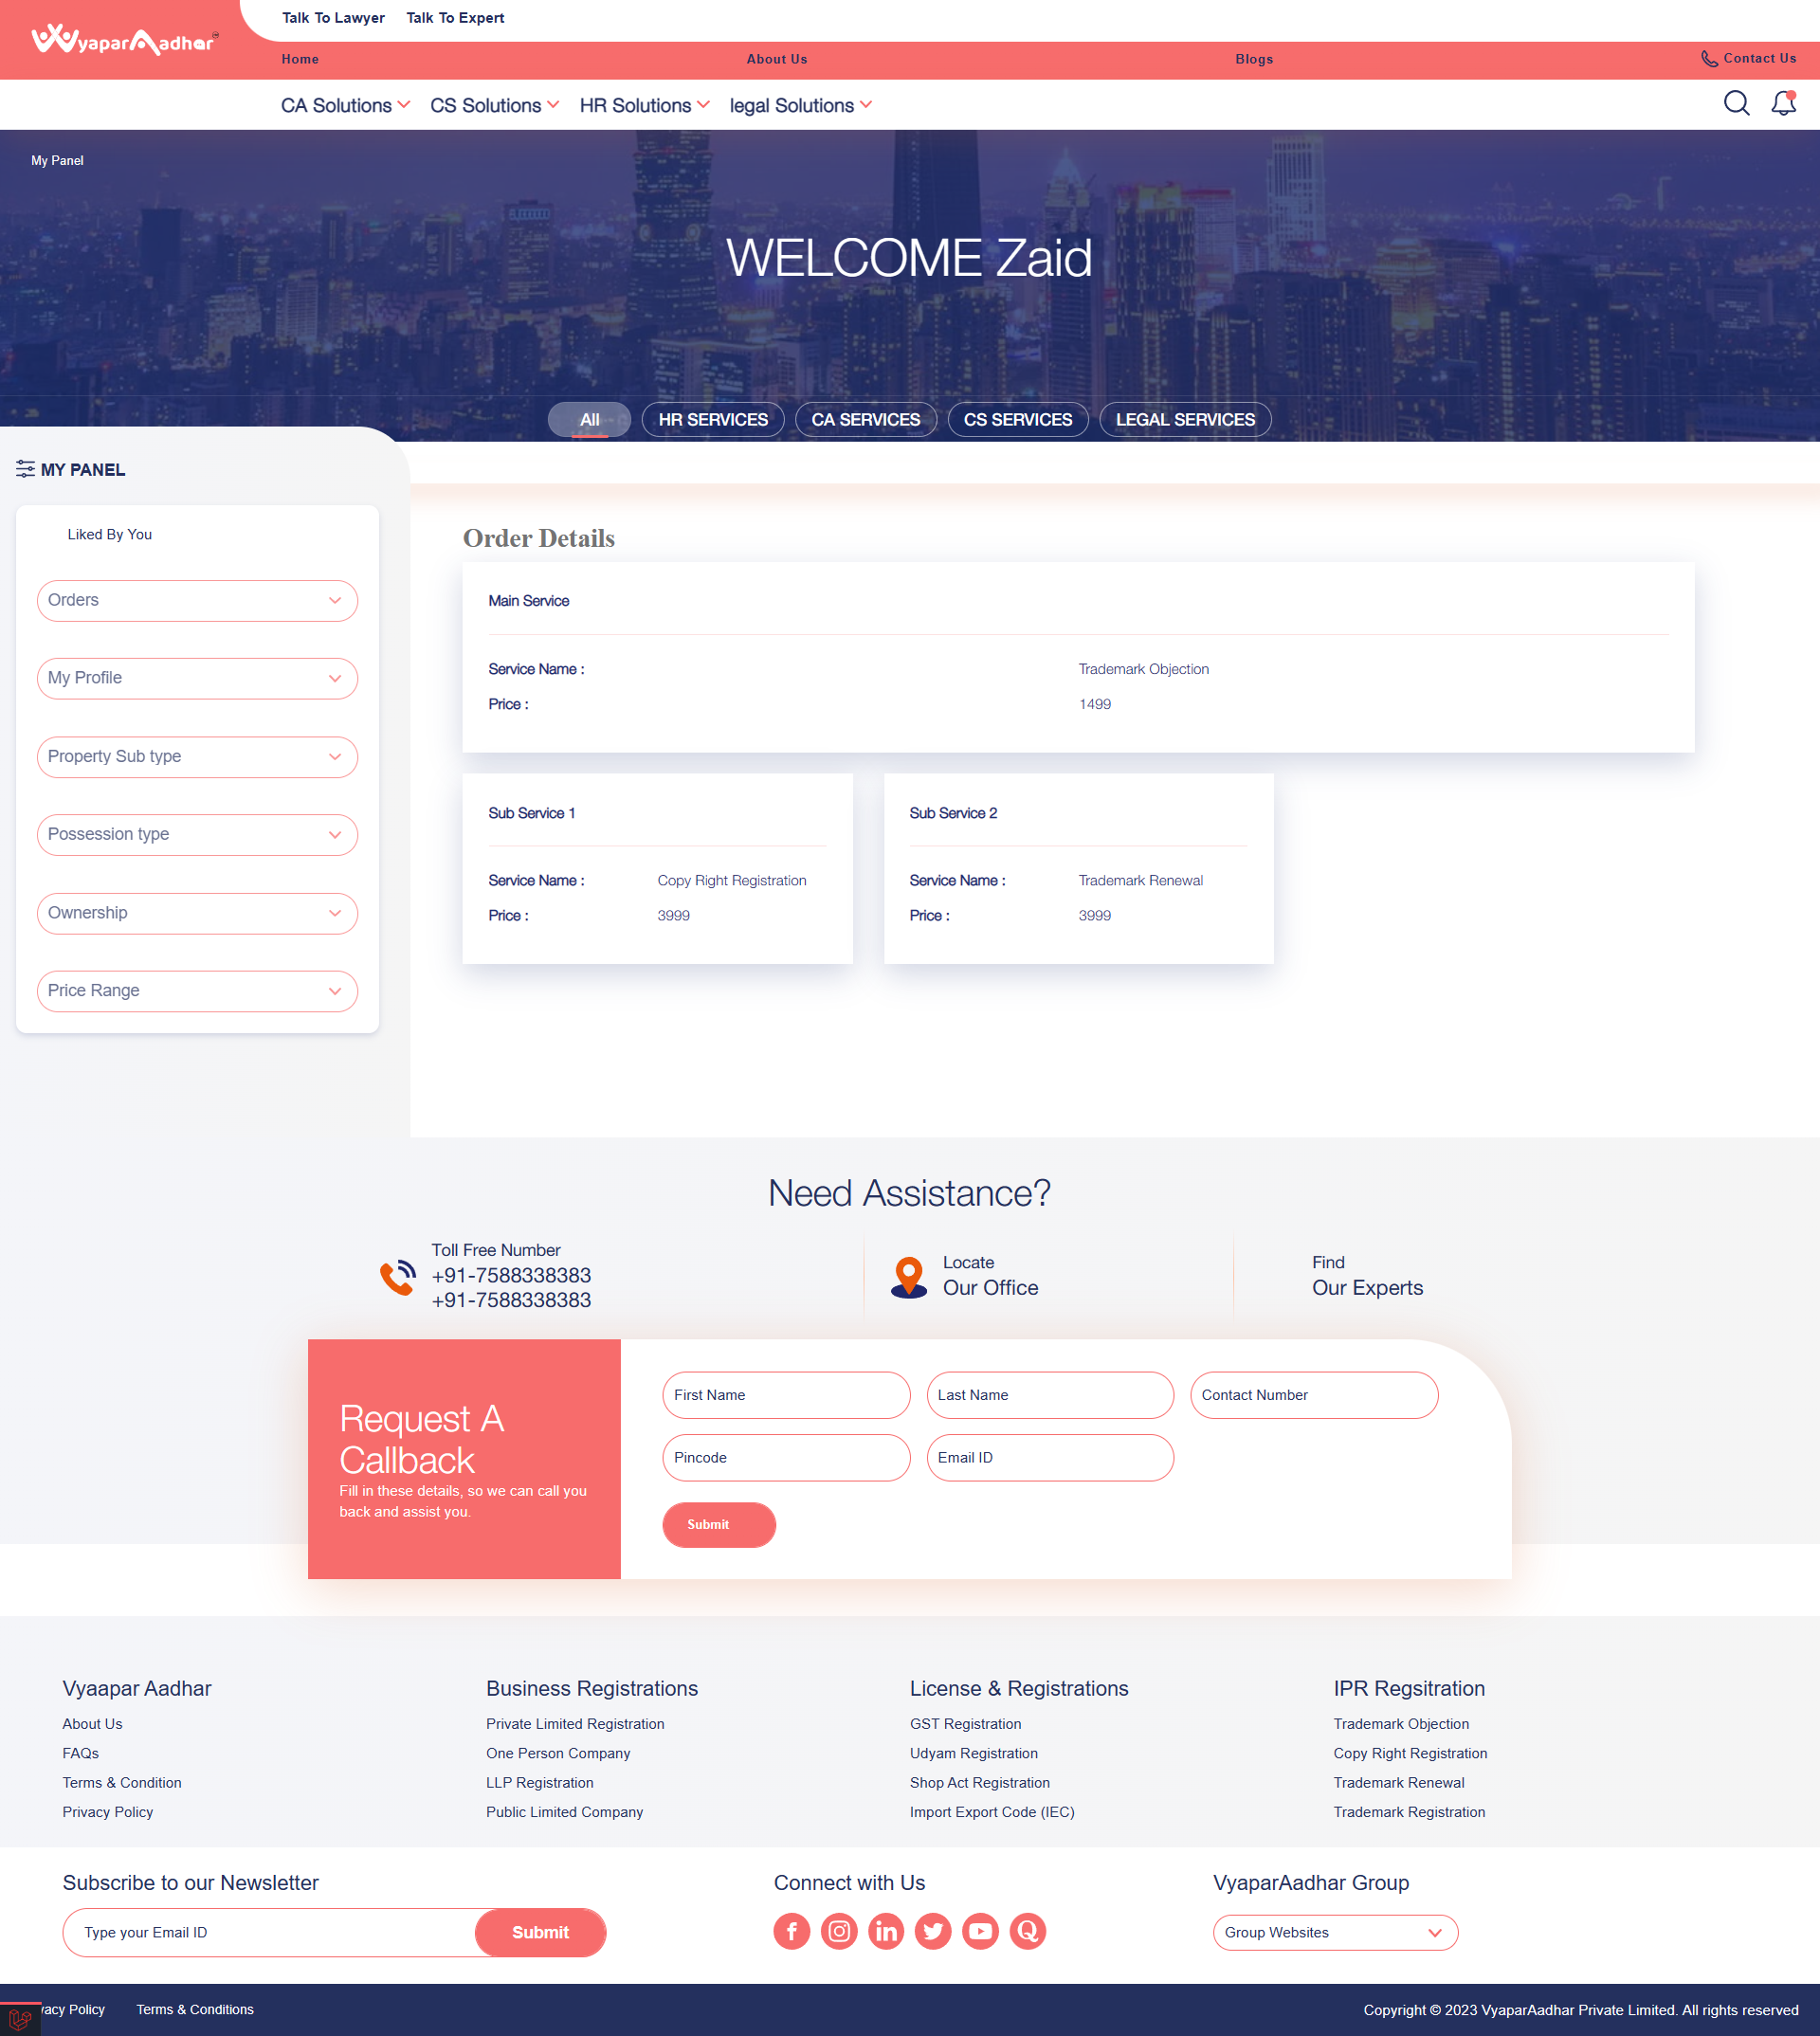 Talk To Lawyer Talk To Expert
VyaparAadhar
Home About Us Blogs Contact Us
CA Solutions CS Solutions HR Solutions legal Solutions
My Panel
WELCOME Zaid
All HR SERVICES CA SERVICES CS SERVICES LEGAL SERVICES
MY PANEL
Liked By You
Orders
My Profile
Property Sub type
Possession type
Ownership
Price Range
Order Details
Main Service
Service Name : Trademark Objection
Price : 1499
Sub Service 1
Service Name : Copy Right Registration
Price : 3999
Sub Service 2
Service Name : Trademark Renewal
Price : 3999
Need Assistance?
Toll Free Number
+91-7588338383
+91-7588338383
Locate
Our Office
Find
Our Experts
Request A
Callback
Fill in these details, so we can call you
back and assist you.
First Name Last Name Contact Number
Pincode Email ID
Submit
Vyaapar Aadhar
About Us
FAQs
Terms & Condition
Privacy Policy
Business Registrations
Private Limited Registration
One Person Company
LLP Registration
Public Limited Company
License & Registrations
GST Registration
Udyam Registration
Shop Act Registration
Import Export Code (IEC)
IPR Regsitration
Trademark Objection
Copy Right Registration
Trademark Renewal
Trademark Registration
Subscribe to our Newsletter
Type your Email ID Submit
Connect with Us
VyaparAadhar Group
Group Websites
vacy Policy Terms & Conditions
Copyright © 2023 VyaparAadhar Private Limited. All rights reserved